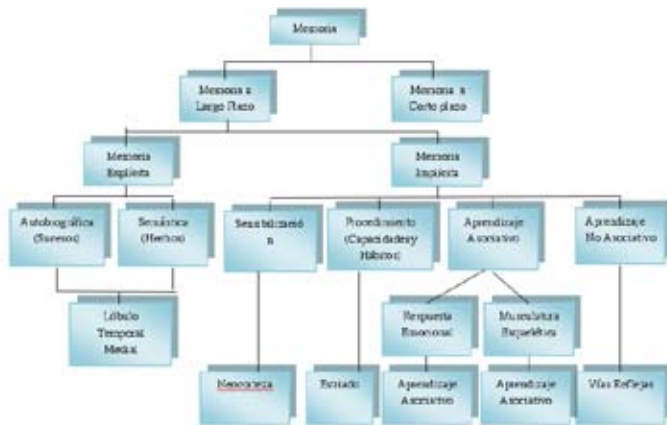 Memoria
Memoria a
Largo Plazo
Memoria a
Corto plazo
Memoria
Explícita
Memoria
Implícita
Autobiográfica
(Sucesos)
Semántica
(Hechos)
Sensibilizació
n
Procedimiento
(Capacidades y
Hábitos)
Aprendizaje
Asociativo
Aprendizaje
No Asociativo
Lóbulo
Temporal
Medial
Respuesta
Emocional
Musculatura
Esquelética
Neocorteza
Estriado
Aprendizaje
Asociativo
Aprendizaje
Asociativo
Vías Reflejas